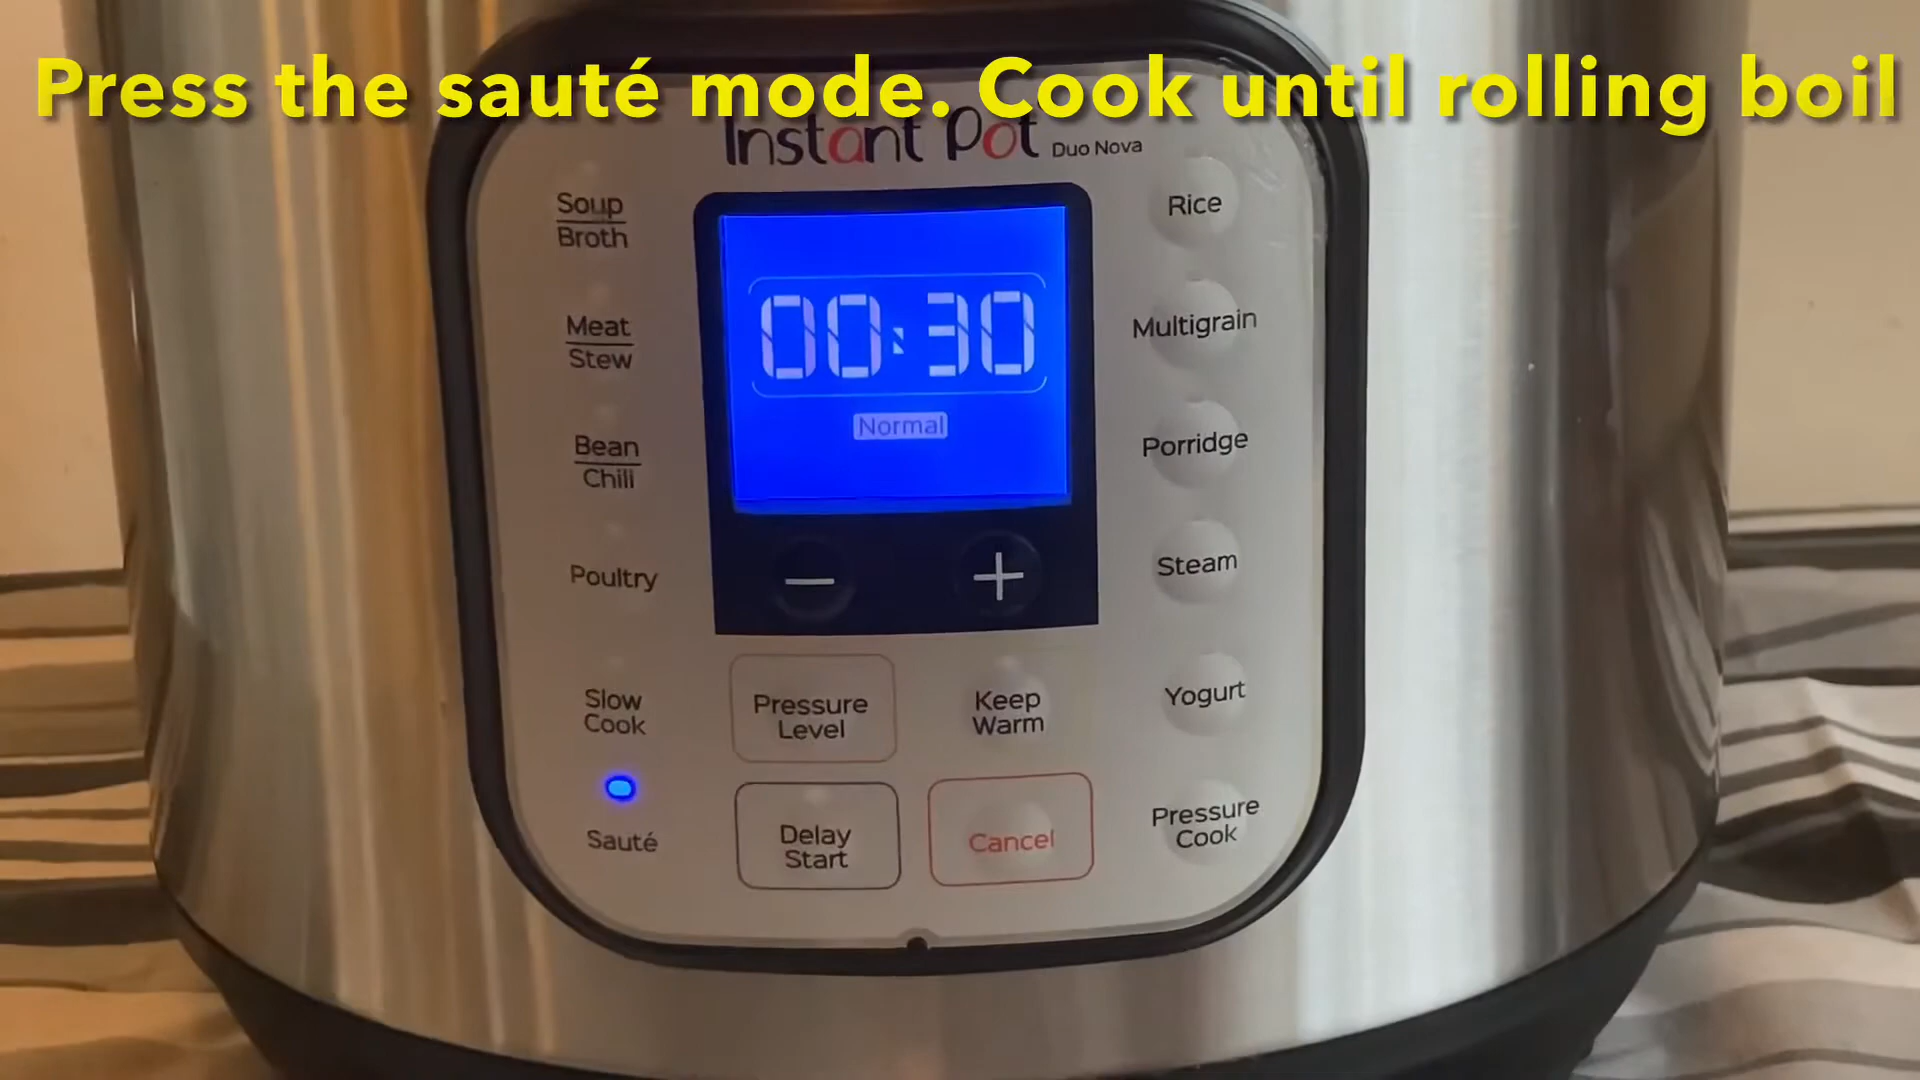 Press the sauté mode. Cook until rolling boil
Instant Pot Duo Nova
Soup
Broth
Meat
Stew
Bean
Chili
Poultry
Slow
Cook
Sauté
00:30
Normal
−
+
Pressure
Level
Keep
Warm
Delay
Start
Cancel
Rice
Multigrain
Porridge
Steam
Yogurt
Pressure
Cook